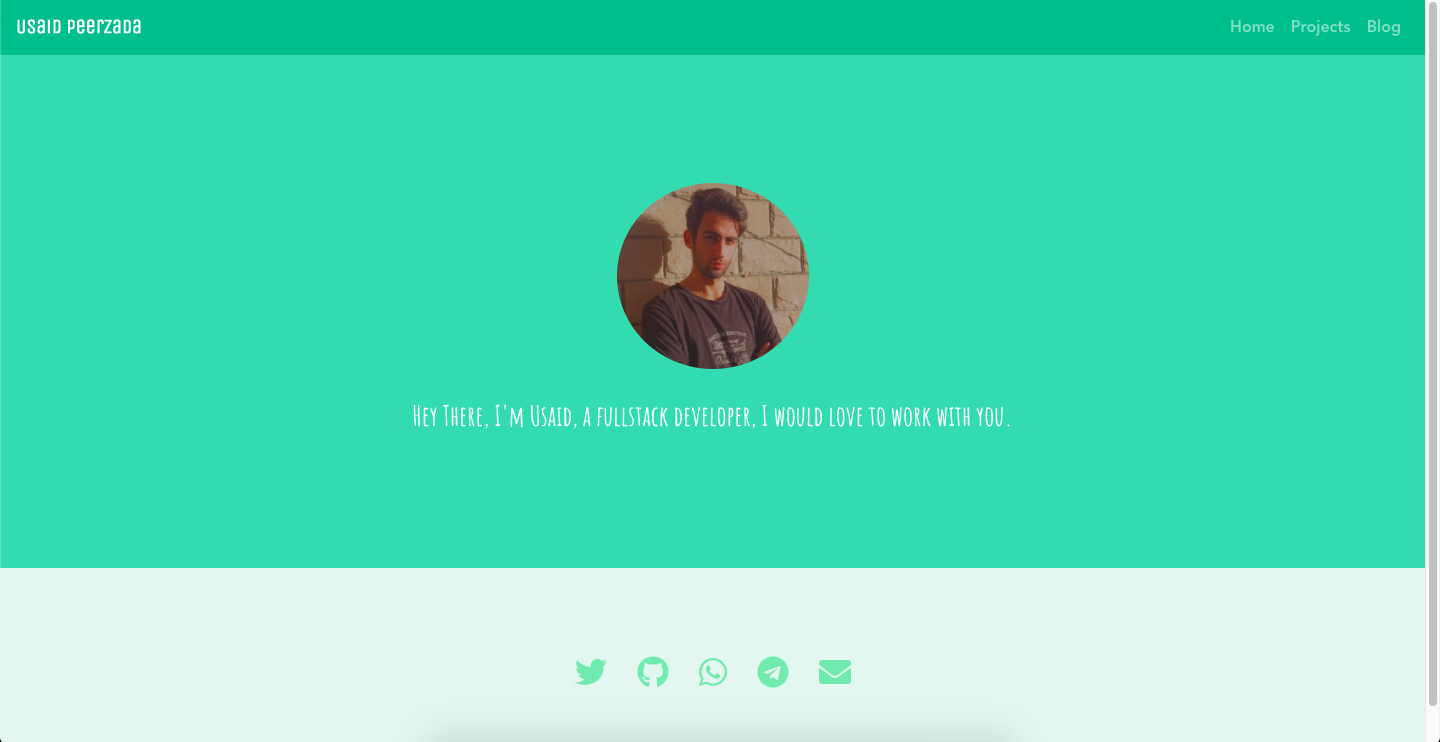 usaid peerzada
Home Projects Blog
Hey There, I'm Usaid, a fullstack developer, I would love to work with you.